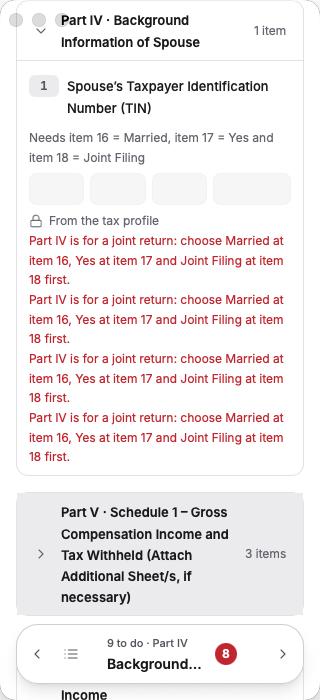 Part IV · Background
Information of Spouse
1 item
1
Spouse’s Taxpayer Identification
Number (TIN)
Needs item 16 = Married, item 17 = Yes and
item 18 = Joint Filing
From the tax profile
Part IV is for a joint return: choose Married at
item 16, Yes at item 17 and Joint Filing at item
18 first.
Part IV is for a joint return: choose Married at
item 16, Yes at item 17 and Joint Filing at item
18 first.
Part IV is for a joint return: choose Married at
item 16, Yes at item 17 and Joint Filing at item
18 first.
Part IV is for a joint return: choose Married at
item 16, Yes at item 17 and Joint Filing at item
18 first.
Part V · Schedule 1 – Gross
Compensation Income and
Tax Withheld (Attach
Additional Sheet/s, if
necessary)
3 items
9 to do · Part IV
Background...
8
Income